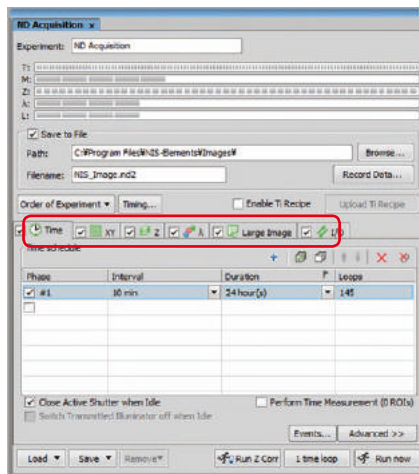 ND Acquisition x
Experiment: ND Acquisition
T:
M:
Z:
λ:
L:
Save to File
Path: C:¥Program Files¥NIS-Elements¥Images¥ Browse...
Filename: NIS_Image.nd2 Record Data...
Order of Experiment Timing... Enable Ti Recipe Upload Ti Recipe
Time XY Z λ Large Image I/O
Time schedule
Phase Interval Duration Loops
#1 10 min 24 hour(s) 145
Close Active Shutter when Idle Perform Time Measurement (0 ROIs)
Switch Transmitted Illuminator off when Idle
Events... Advanced >>
Load Save Remove Run Z Corr 1 time loop Run now